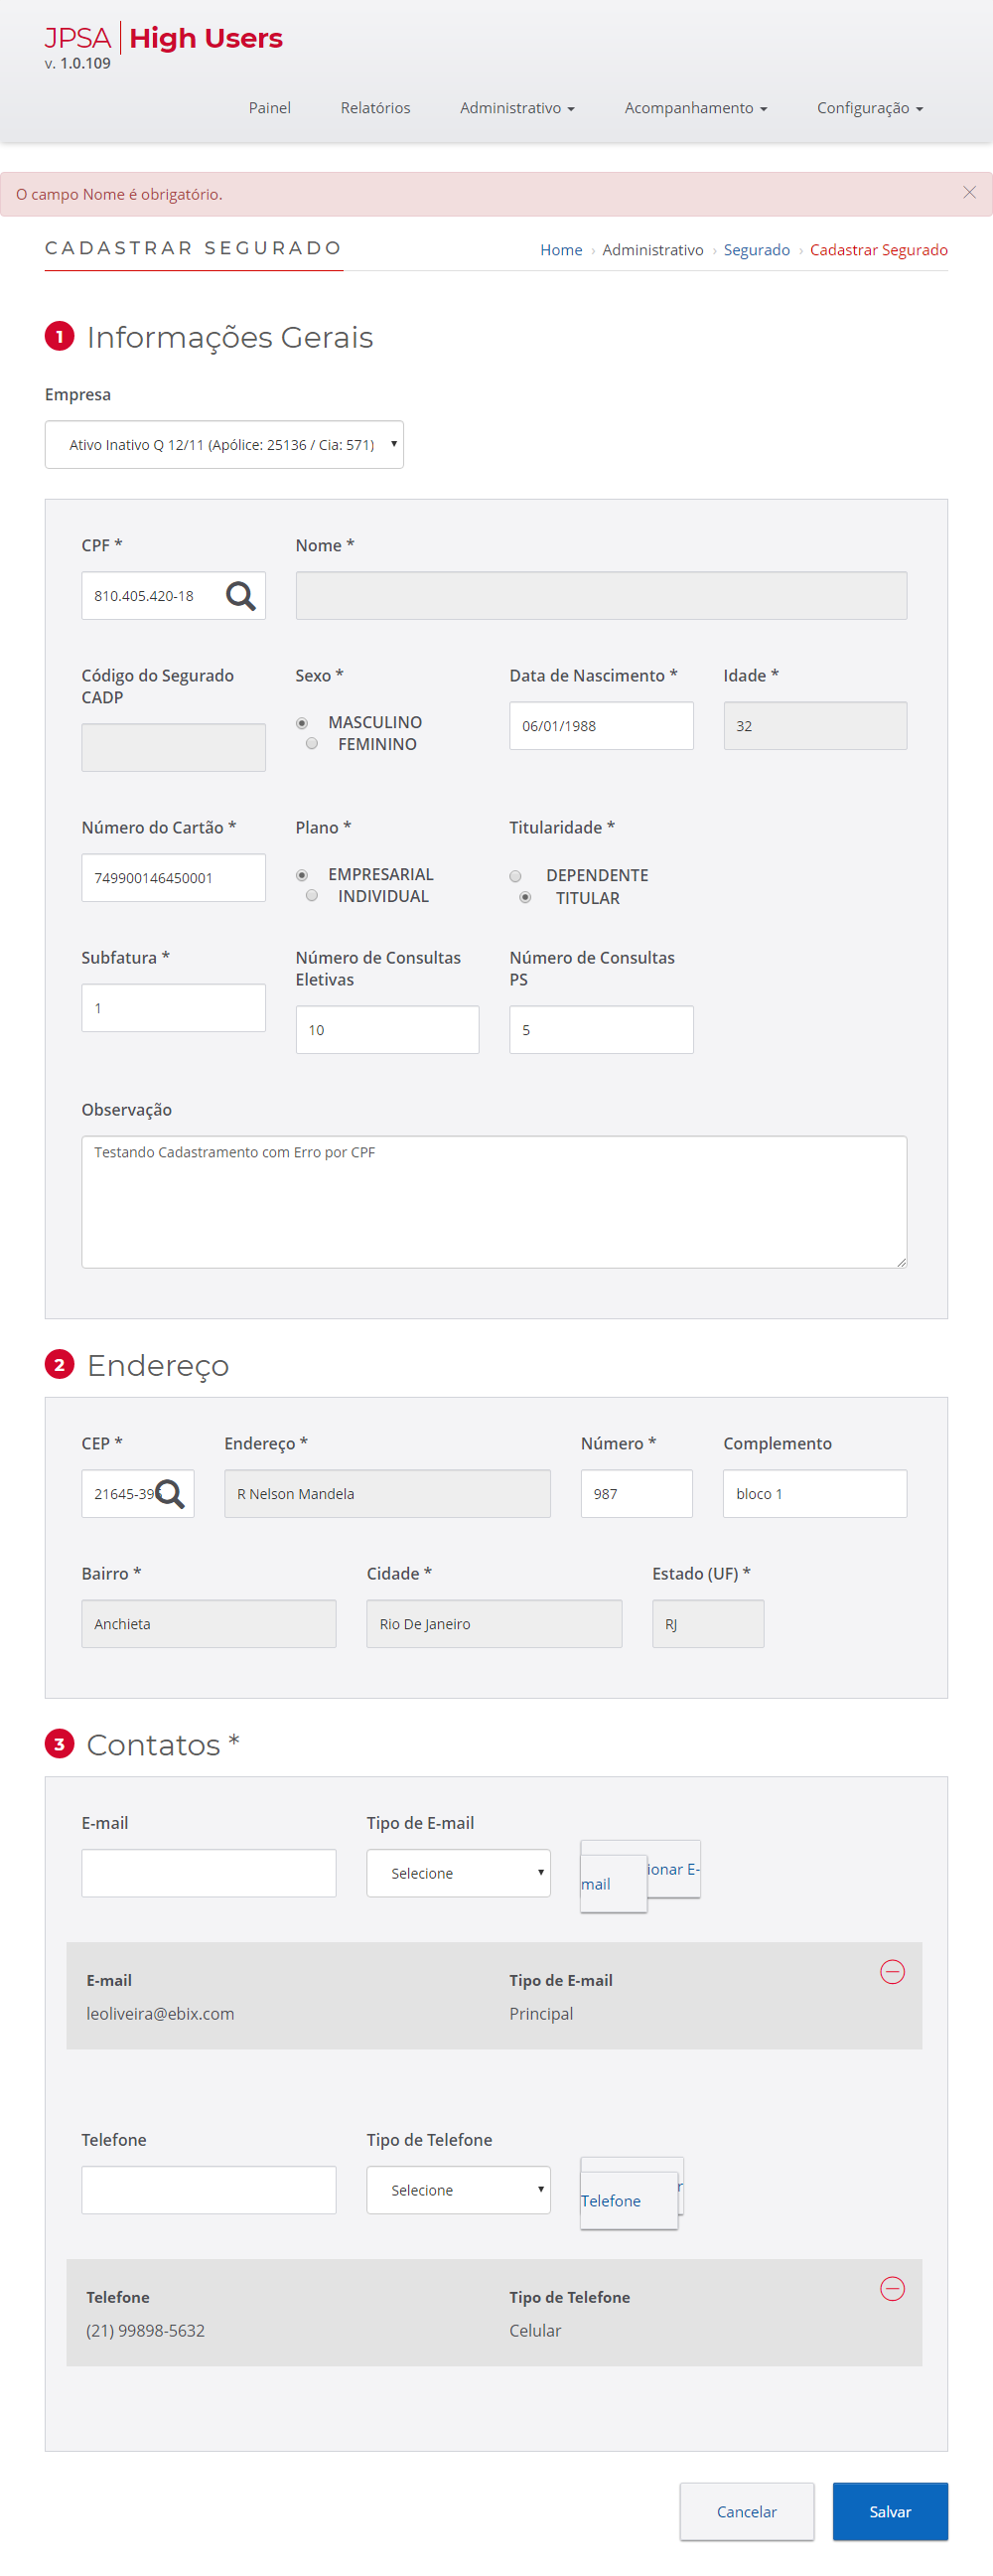 JPSA | High Users
v. 1.0.109
Painel Relatórios Administrativo Acompanhamento Configuração
O campo Nome é obrigatório.
CADASTRAR SEGURADO
Home › Administrativo › Segurado › Cadastrar Segurado
1 Informações Gerais
Empresa
Ativo Inativo Q 12/11 (Apólice: 25136 / Cia: 571)
CPF * Nome *
810.405.420-18
Código do Segurado CADP
Sexo *
Data de Nascimento *
Idade *
MASCULINO
FEMININO
06/01/1988
32
Número do Cartão * Plano * Titularidade *
749900146450001
EMPRESARIAL
INDIVIDUAL
DEPENDENTE
TITULAR
Subfatura *
Número de Consultas Eletivas
Número de Consultas PS
1
10
5
Observação
Testando Cadastramento com Erro por CPF
2 Endereço
CEP * Endereço * Número * Complemento
21645-395 R Nelson Mandela 987 bloco 1
Bairro * Cidade * Estado (UF) *
Anchieta Rio De Janeiro RJ
3 Contatos *
E-mail Tipo de E-mail
Selecione
ionar E-
mail
E-mail Tipo de E-mail
leoliveira@ebix.com Principal
Telefone Tipo de Telefone
Selecione
r
Telefone
Telefone Tipo de Telefone
(21) 99898-5632 Celular
Cancelar Salvar